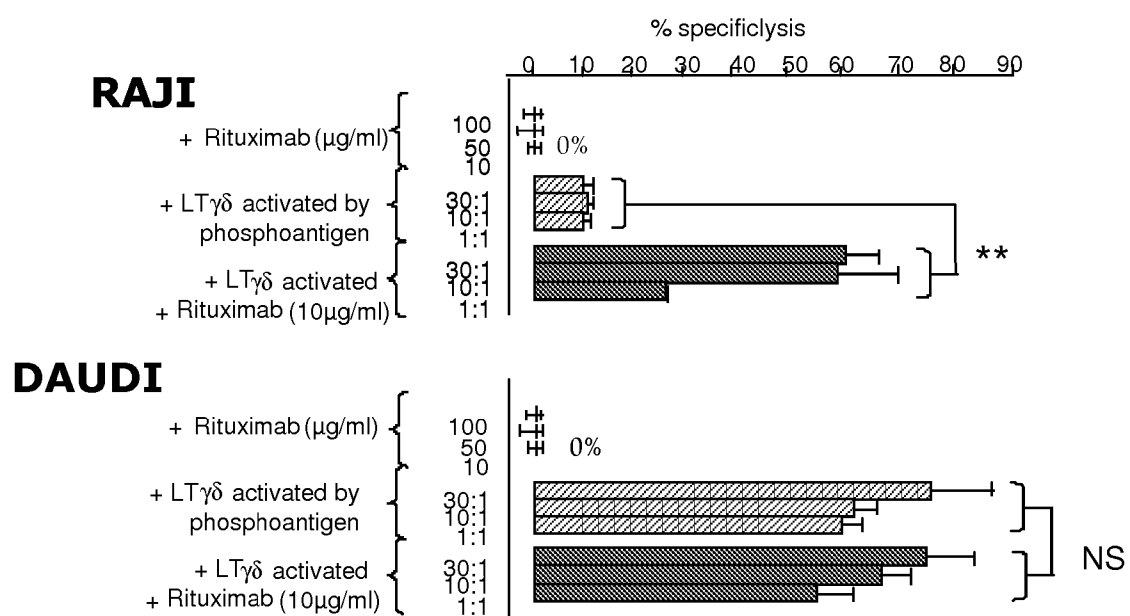 % specificlysis
0 10 20 30 40 50 60 70 80 90
RAJI
+ Rituximab (µg/ml)
100
50
10
0%
+ LTγδ activated by
phosphoantigen
30:1
10:1
1:1
+ LTγδ activated
+ Rituximab (10µg/ml)
30:1
10:1
1:1
**
DAUDI
+ Rituximab (µg/ml)
100
50
10
0%
+ LTγδ activated by
phosphoantigen
30:1
10:1
1:1
+ LTγδ activated
+ Rituximab (10µg/ml)
30:1
10:1
1:1
NS